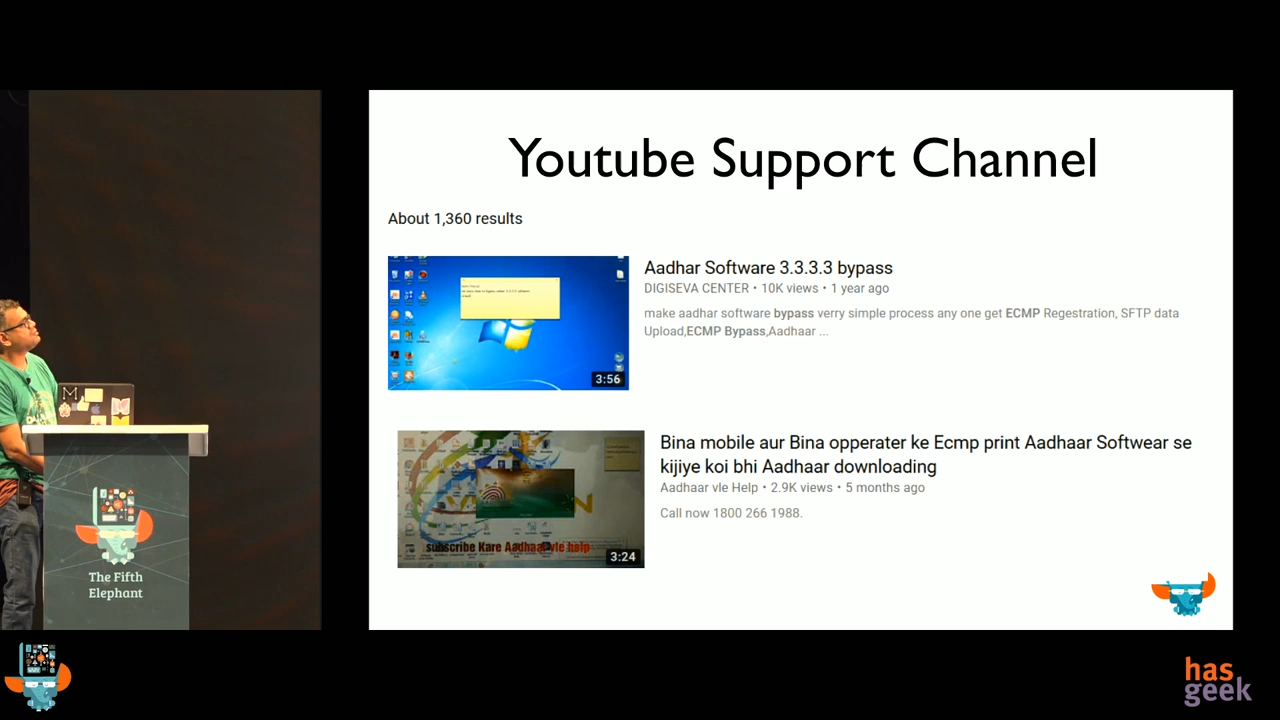 Youtube Support Channel
About 1,360 results
Aadhar Software 3.3.3.3 bypass
DIGISEVA CENTER • 10K views • 1 year ago
make aadhar software bypass verry simple process any one get ECMP Regestration, SFTP data
Upload,ECMP Bypass,Aadhaar ...
3:56
Bina mobile aur Bina opperater ke Ecmp print Aadhaar Softwear se
kijiye koi bhi Aadhaar downloading
Aadhaar vle Help • 2.9K views • 5 months ago
Call now 1800 266 1988.
subscribe Kare Aadhaar vle help
3:24
The Fifth
Elephant
has
geek